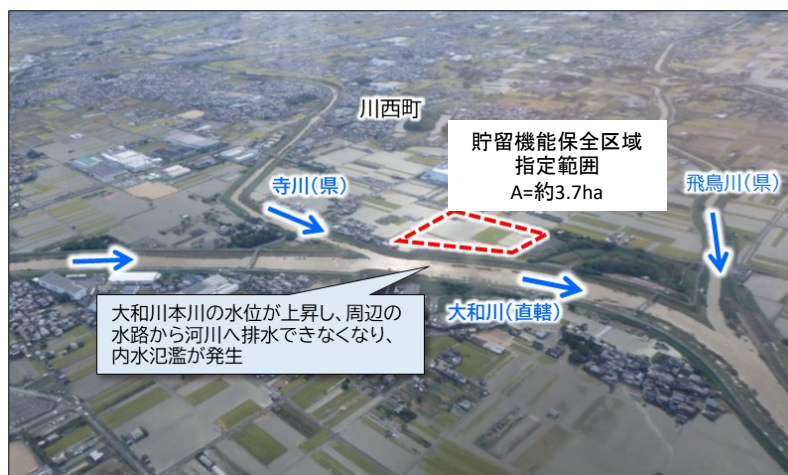 川西町
貯留機能保全区域
指定範囲
A=約3.7ha
寺川(県)
飛鳥川(県)
大和川(直轄)
大和川本川の水位が上昇し、周辺の
水路から河川へ排水できなくなり、
内水氾濫が発生